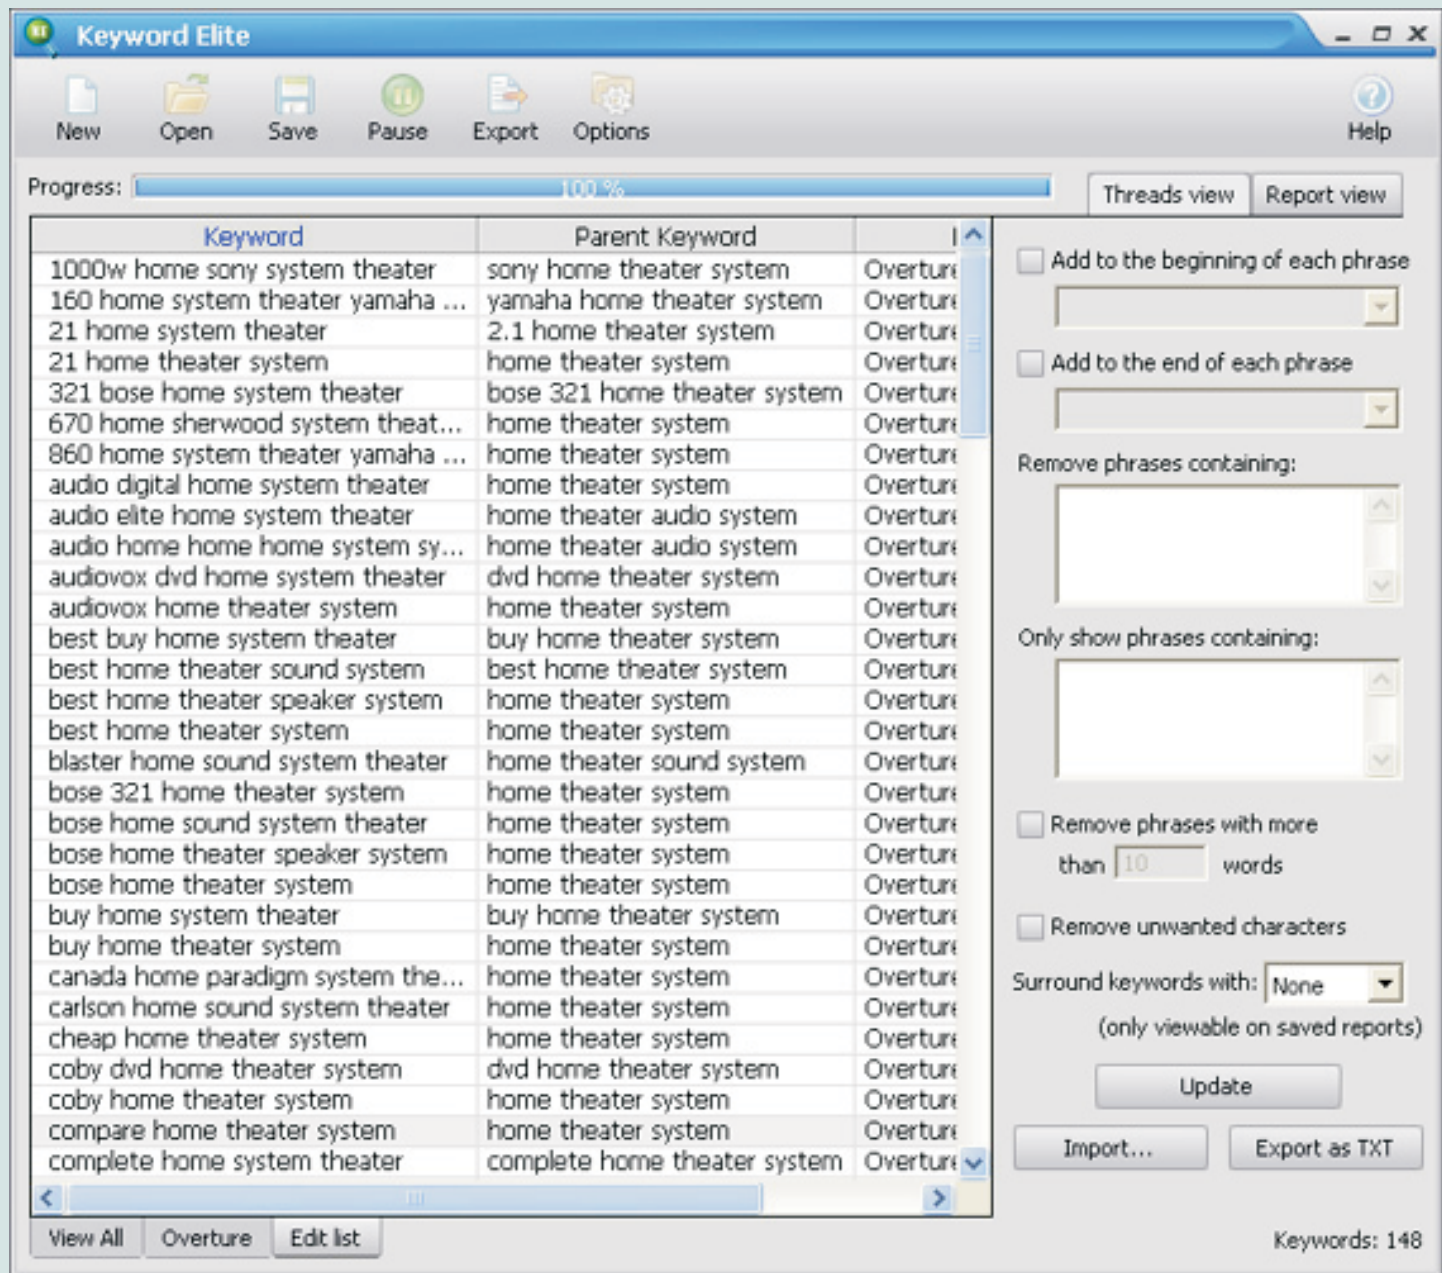 Keyword Elite
New Open Save Pause Export Options Help
Progress: 100 % Threads view Report view
Keyword Parent Keyword
1000w home sony system theater sony home theater system Overture
160 home system theater yamaha ... yamaha home theater system Overture
21 home system theater 2.1 home theater system Overture
21 home theater system home theater system Overture
321 bose home system theater bose 321 home theater system Overture
670 home sherwood system theat... home theater system Overture
860 home system theater yamaha ... home theater system Overture
audio digital home system theater home theater system Overture
audio elite home system theater home theater audio system Overture
audio home home home system sy... home theater audio system Overture
audiovox dvd home system theater dvd home theater system Overture
audiovox home theater system home theater system Overture
best buy home system theater buy home theater system Overture
best home theater sound system best home theater system Overture
best home theater speaker system home theater system Overture
best home theater system home theater system Overture
blaster home sound system theater home theater sound system Overture
bose 321 home theater system home theater system Overture
bose home sound system theater home theater system Overture
bose home theater speaker system home theater system Overture
bose home theater system home theater system Overture
buy home system theater buy home theater system Overture
buy home theater system home theater system Overture
canada home paradigm system the... home theater system Overture
carlson home sound system theater home theater system Overture
cheap home theater system home theater system Overture
coby dvd home theater system dvd home theater system Overture
coby home theater system home theater system Overture
compare home theater system home theater system Overture
complete home system theater complete home theater system Overture
View All Overture Edit list
Add to the beginning of each phrase
Add to the end of each phrase
Remove phrases containing:
Only show phrases containing:
Remove phrases with more
than 10 words
Remove unwanted characters
Surround keywords with: None
(only viewable on saved reports)
Update
Import... Export as TXT
Keywords: 148